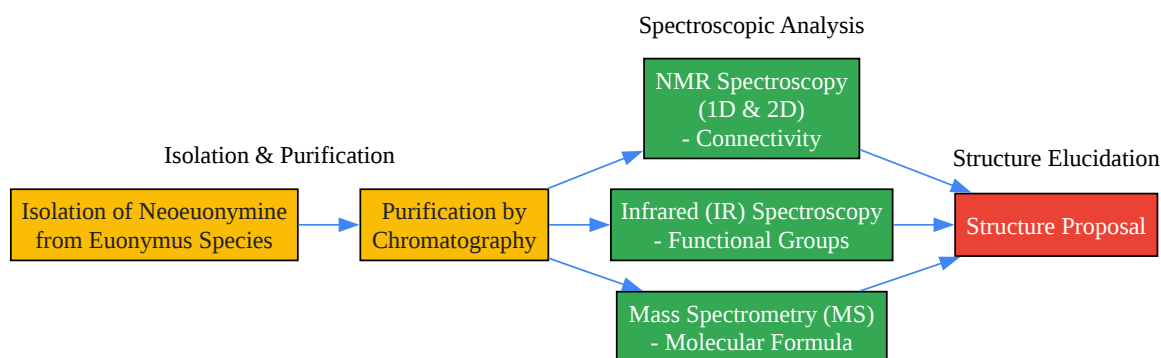 Spectroscopic Analysis
NMR Spectroscopy
(1D & 2D)
- Connectivity
Isolation & Purification
Structure Elucidation
Isolation of Neoeuonymine
from Euonymus Species
Purification by
Chromatography
Infrared (IR) Spectroscopy
- Functional Groups
Structure Proposal
Mass Spectrometry (MS)
- Molecular Formula